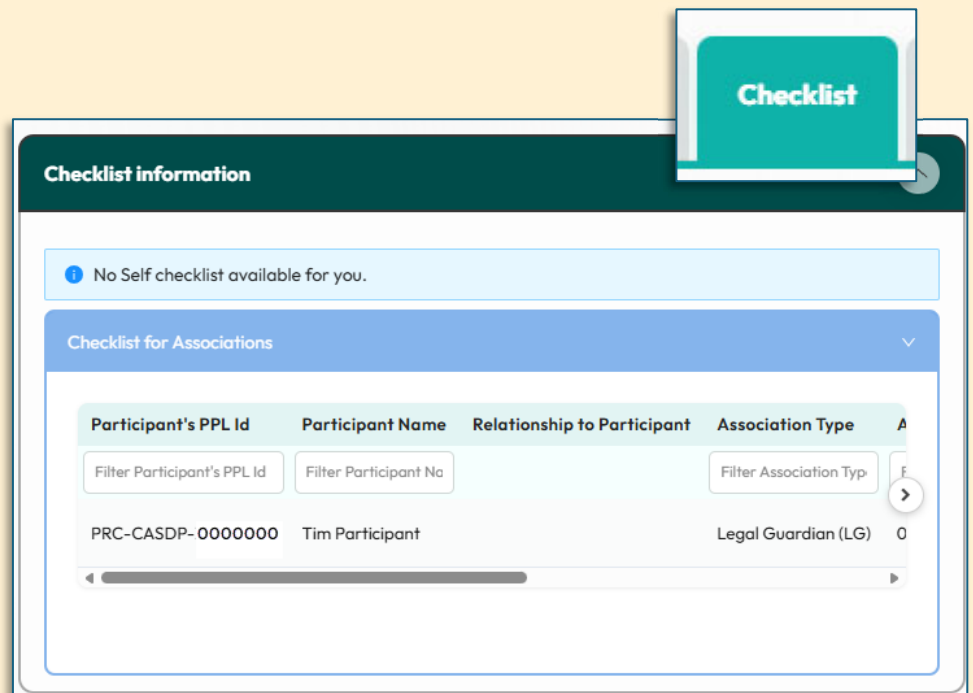 Checklist
Checklist information
No Self checklist available for you.
Checklist for Associations
Participant's PPL Id Participant Name Relationship to Participant Association Type A
Filter Participant's PPL Id Filter Participant Na Filter Association Typ
PRC-CASDP-0000000 Tim Participant Legal Guardian (LG) 0